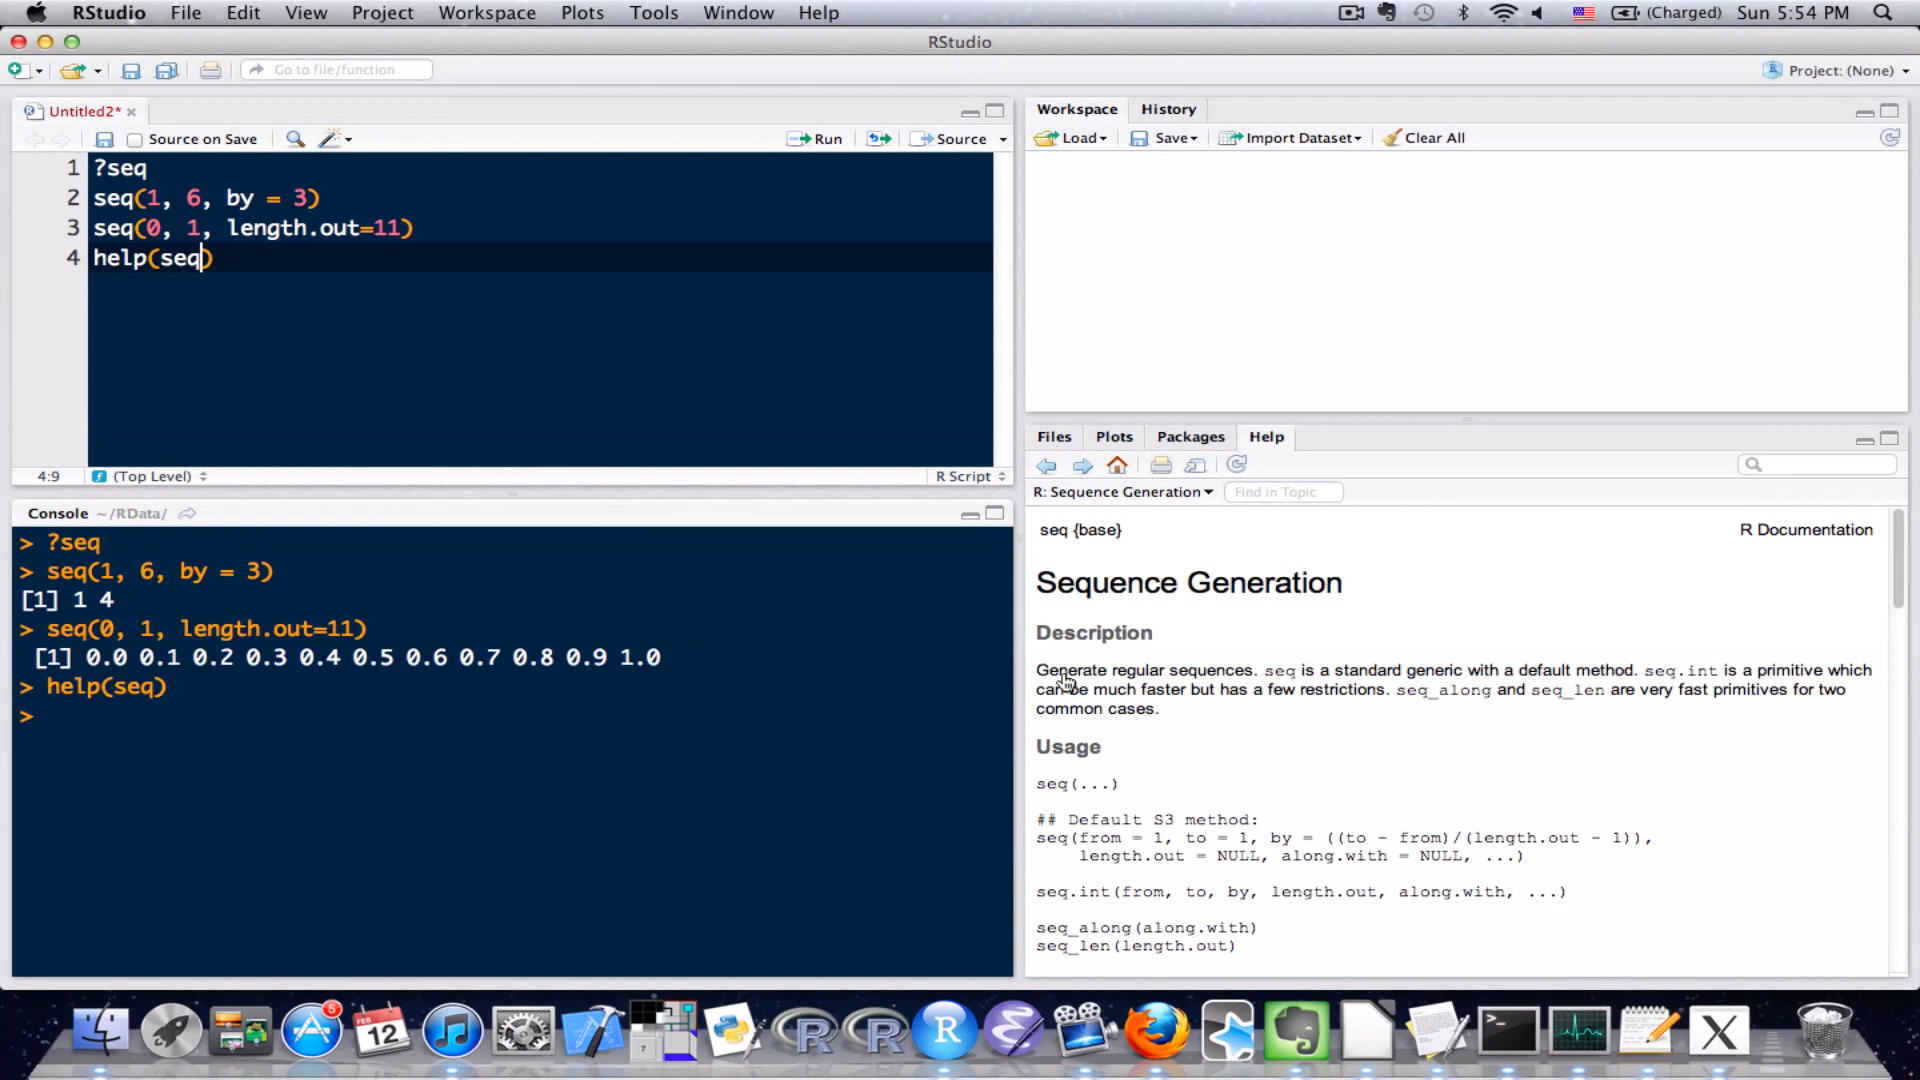 RStudio File Edit View Project Workspace Plots Tools Window Help (Charged) Sun 5:54 PM
RStudio
Go to file/function Project: (None)
Untitled2*
Source on Save Run Source
1 ?seq
2 seq(1, 6, by = 3)
3 seq(0, 1, length.out=11)
4 help(seq)
4:9 (Top Level) R Script
Console ~/RData/
> ?seq
> seq(1, 6, by = 3)
[1] 1 4
> seq(0, 1, length.out=11)
[1] 0.0 0.1 0.2 0.3 0.4 0.5 0.6 0.7 0.8 0.9 1.0
> help(seq)
>
Workspace History
Load Save Import Dataset Clear All
Files Plots Packages Help
R: Sequence Generation Find in Topic
seq {base} R Documentation
Sequence Generation
Description
Generate regular sequences. seq is a standard generic with a default method. seq.int is a primitive which
can be much faster but has a few restrictions. seq_along and seq_len are very fast primitives for two
common cases.
Usage
seq(...)
## Default S3 method:
seq(from = 1, to = 1, by = ((to - from)/(length.out - 1)),
length.out = NULL, along.with = NULL, ...)
seq.int(from, to, by, length.out, along.with, ...)
seq_along(along.with)
seq_len(length.out)
5
FEB
12
7
R
R
R
>_
X